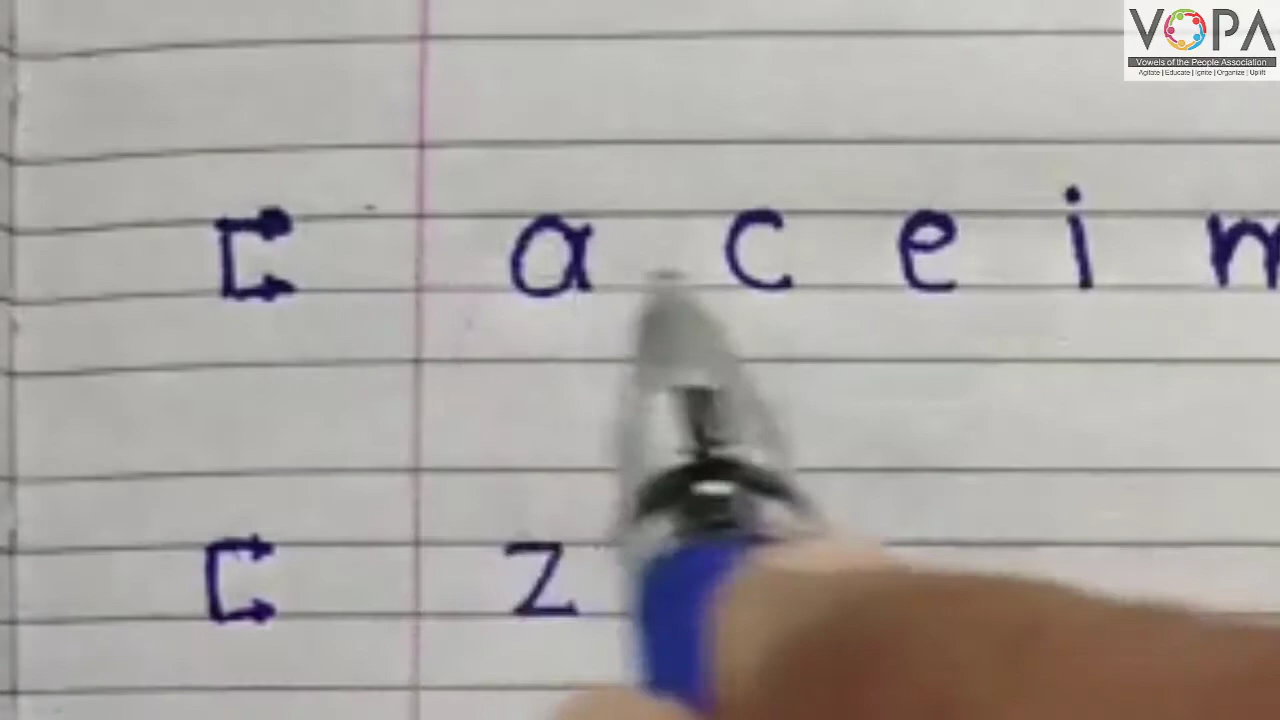 VOPA
Vowels of the People Association
Agitate | Educate | Ignite | Organize | Uplift
a c e i
z